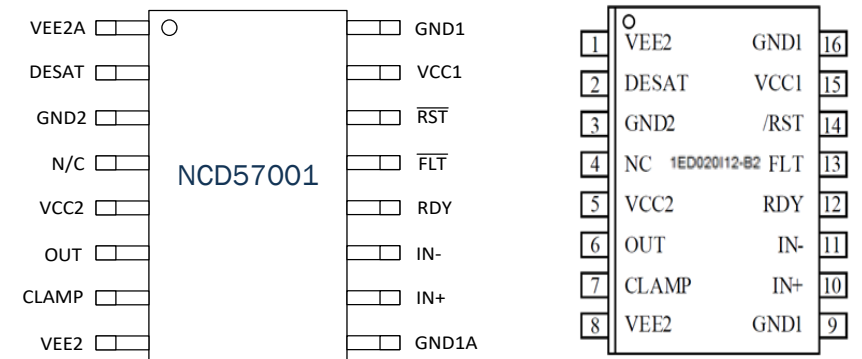 VEE2A
DESAT
GND2
N/C
VCC2
OUT
CLAMP
VEE2
NCD57001
GND1
VCC1
RST
FLT
RDY
IN-
IN+
GND1A
1 VEE2 GND1 16
2 DESAT VCC1 15
3 GND2 /RST 14
4 NC 1ED020I12-B2 FLT 13
5 VCC2 RDY 12
6 OUT IN- 11
7 CLAMP IN+ 10
8 VEE2 GND1 9